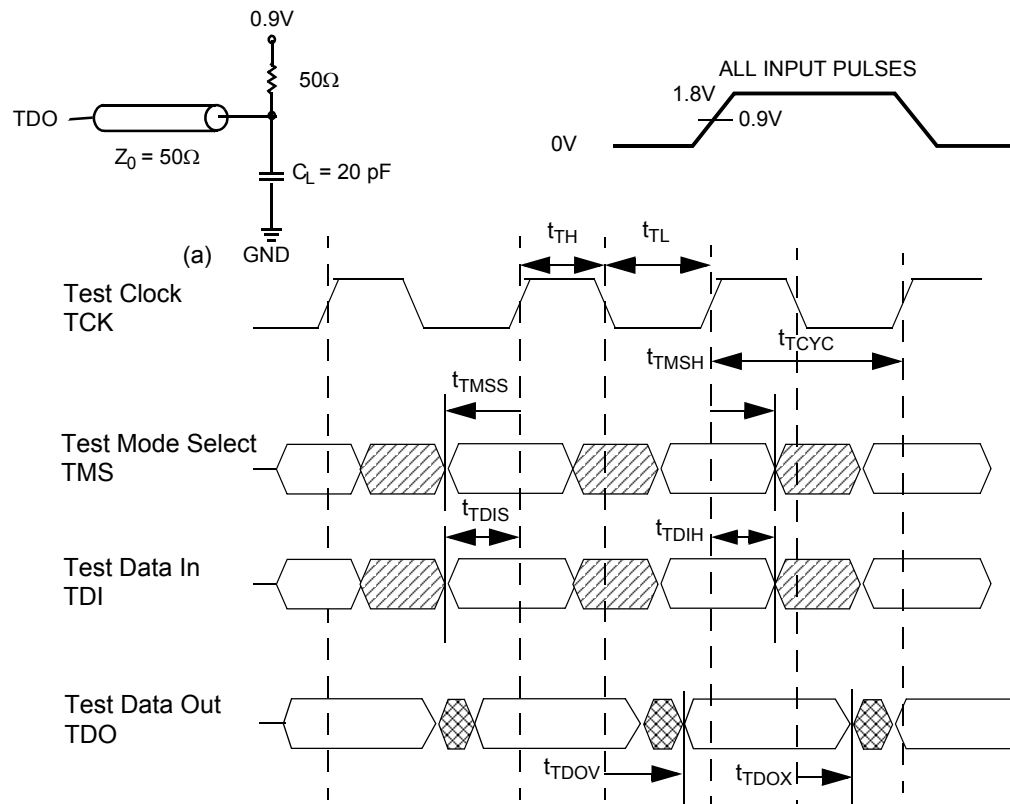 0.9V
50Ω
TDO
Z0 = 50Ω
CL = 20 pF
(a)
GND
ALL INPUT PULSES
1.8V
0.9V
0V
tTH
tTL
Test Clock
TCK
tTCYC
tTMSH
tTMSS
Test Mode Select
TMS
tTDIS
tTDIH
Test Data In
TDI
Test Data Out
TDO
tTDOV
tTDOX